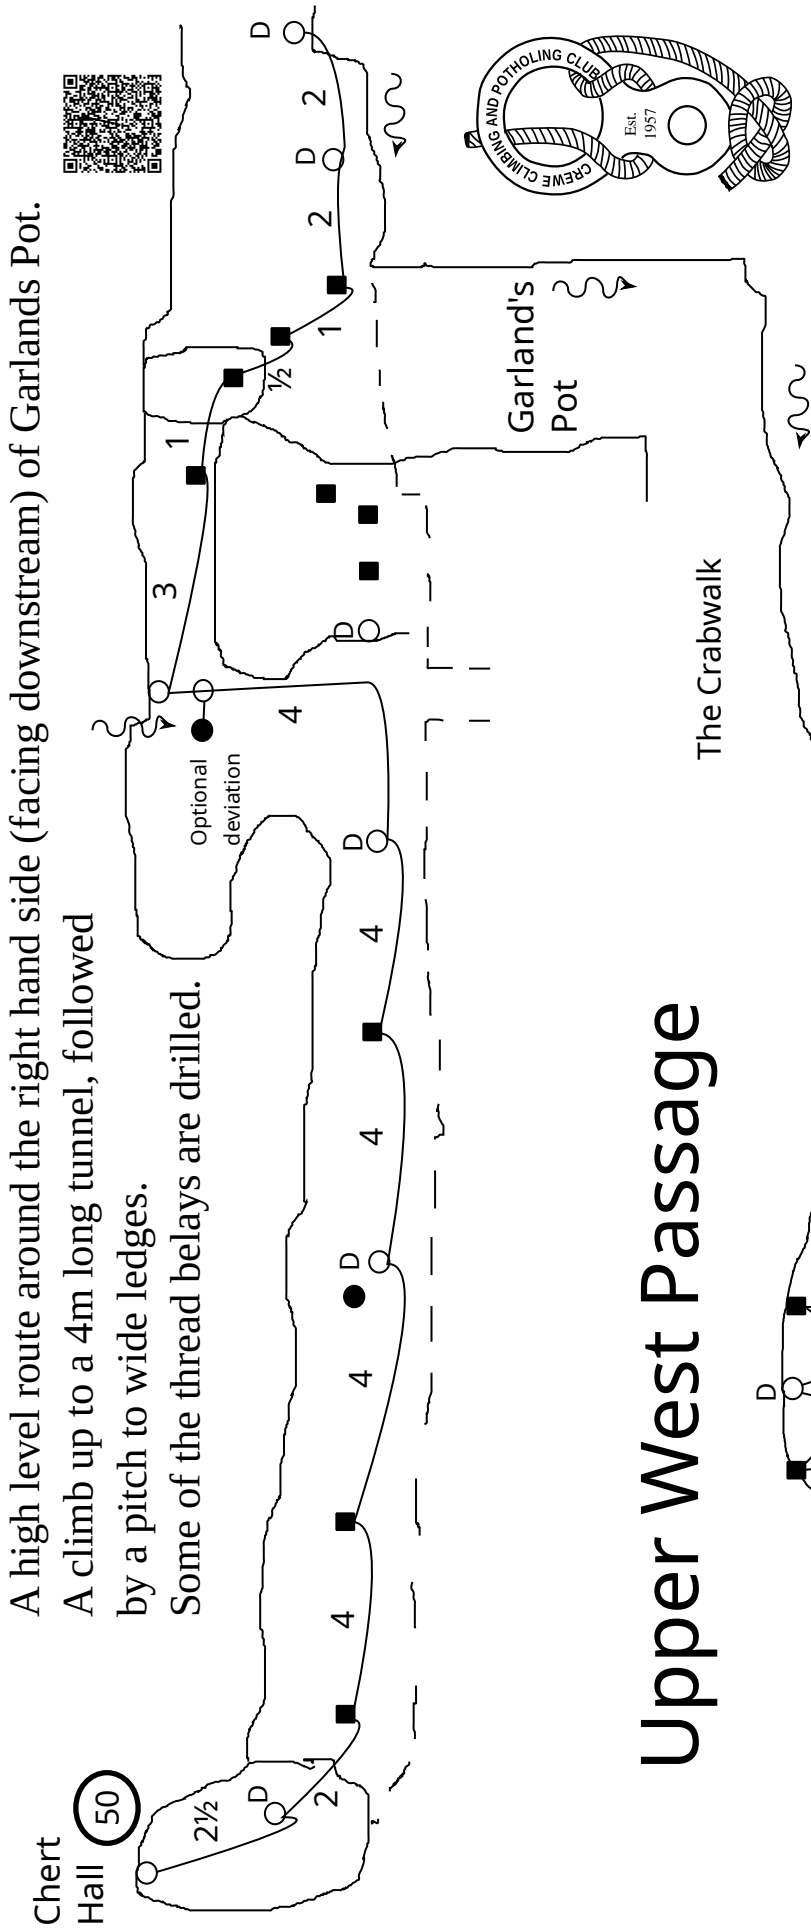 A high level route around the right hand side (facing downstream) of Garlands Pot.
A climb up to a 4m long tunnel, followed
by a pitch to wide ledges.
Some of the thread belays are drilled.
Chert
Hall
50
2½
D
2
4
4
D
4
4
D
Optional
deviation
4
3
1
D
½
1
2
D
2
D
Garland's
Pot
The Crabwalk
Upper West Passage
D
CREWE CLIMBING AND POTHOLING CLUB
Est.
1957